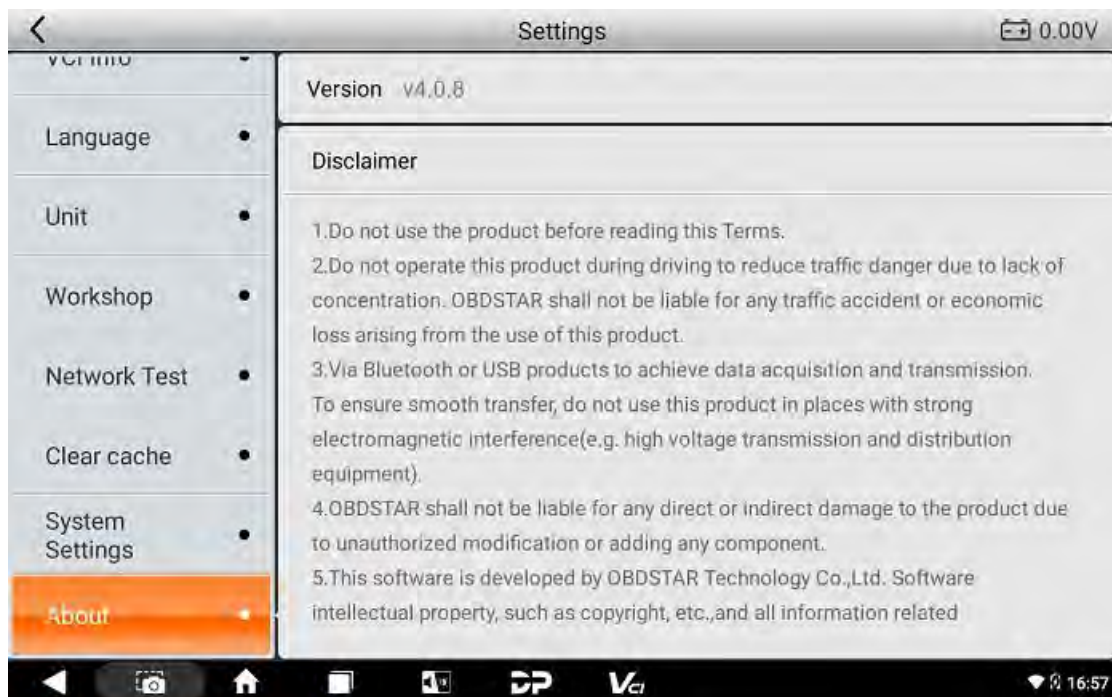 Settings
0.00V
VCI Info
Version v4.0.8
Language
Disclaimer
Unit
1.Do not use the product before reading this Terms.
2.Do not operate this product during driving to reduce traffic danger due to lack of
concentration. OBDSTAR shall not be liable for any traffic accident or economic
loss arising from the use of this product.
Workshop
Network Test
3.Via Bluetooth or USB products to achieve data acquisition and transmission.
To ensure smooth transfer, do not use this product in places with strong
electromagnetic interference(e.g. high voltage transmission and distribution
equipment).
Clear cache
System
Settings
4.OBDSTAR shall not be liable for any direct or indirect damage to the product due
to unauthorized modification or adding any component.
5.This software is developed by OBDSTAR Technology Co.,Ltd. Software
intellectual property, such as copyright, etc.,and all information related
About
DP
VCI
16:57